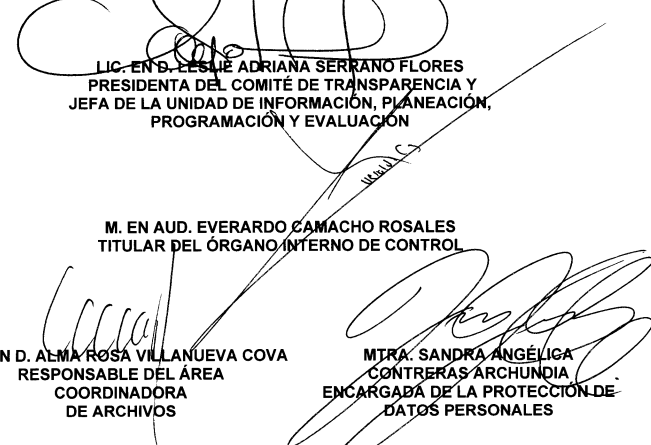 LIC. EN D. LESLIE ADRIANA SERRANO FLORES
PRESIDENTA DEL COMITÉ DE TRANSPARENCIA Y
JEFA DE LA UNIDAD DE INFORMACIÓN, PLANEACIÓN,
PROGRAMACIÓN Y EVALUACIÓN
M. EN AUD. EVERARDO CAMACHO ROSALES
TITULAR DEL ÓRGANO INTERNO DE CONTROL
N D. ALMA ROSA VILLANUEVA COVA
RESPONSABLE DEL ÁREA
COORDINADORA
DE ARCHIVOS
MTRA. SANDRA ANGÉLICA
CONTRERAS ARCHUNDIA
ENCARGADA DE LA PROTECCIÓN DE
DATOS PERSONALES